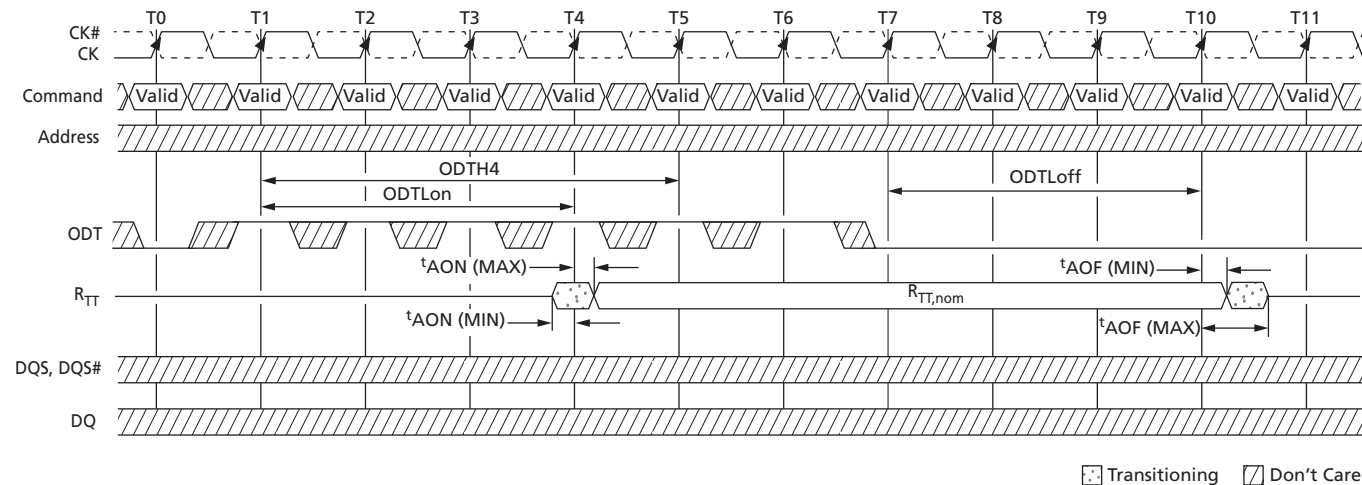 T0 T1 T2 T3 T4 T5 T6 T7 T8 T9 T10 T11
CK#
CK
Command Valid Valid Valid Valid Valid Valid Valid Valid Valid Valid Valid Valid
Address
ODTH4
ODTLoff
ODTLon
ODT
tAON (MAX) tAOF (MIN)
RTT RTT,nom
tAON (MIN) tAOF (MAX)
DQS, DQS#
DQ
Transitioning Don't Care